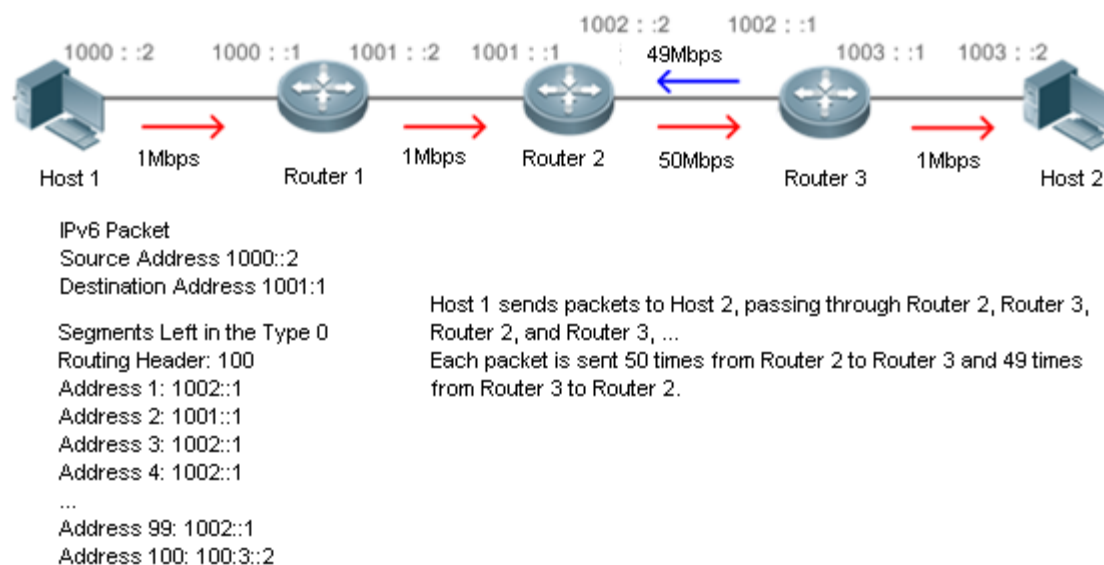 1002 : : :2 1002 : : :1
1000 : : :2 1000 : : :1 1001 : : :2 1001 : : :1 49Mbps 1003 : : :1 1003 : : :2
1Mbps 1Mbps 50Mbps 1Mbps
Host 1 Router 1 Router 2 Router 3 Host 2
IPv6 Packet
Source Address 1000::2
Destination Address 1001:1
Segments Left in the Type 0
Routing Header: 100
Address 1: 1002::1
Address 2: 1001::1
Address 3: 1002::1
Address 4: 1002::1
...
Address 99: 1002::1
Address 100: 100:3::2
Host 1 sends packets to Host 2, passing through Router 2, Router 3,
Router 2, and Router 3, ...
Each packet is sent 50 times from Router 2 to Router 3 and 49 times
from Router 3 to Router 2.